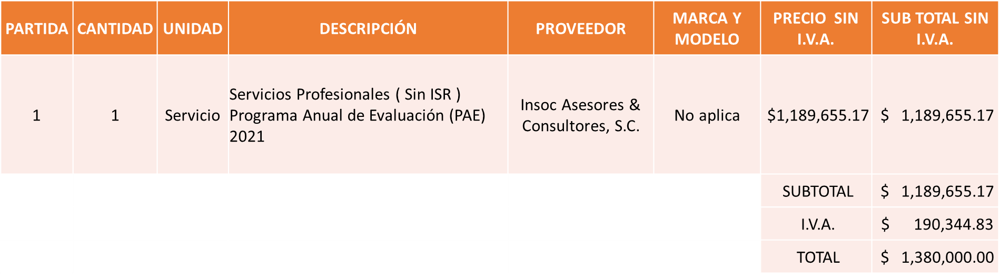 PARTIDA CANTIDAD UNIDAD DESCRIPCIÓN PROVEEDOR MARCA Y MODELO PRECIO SIN I.V.A. SUB TOTAL SIN I.V.A.
1 1 Servicio
Servicios Profesionales ( Sin ISR )
Programa Anual de Evaluación (PAE)
2021
Insoc Asesores &
Consultores, S.C.
No aplica $1,189,655.17 $ 1,189,655.17
SUBTOTAL $ 1,189,655.17
I.V.A. $ 190,344.83
TOTAL $ 1,380,000.00